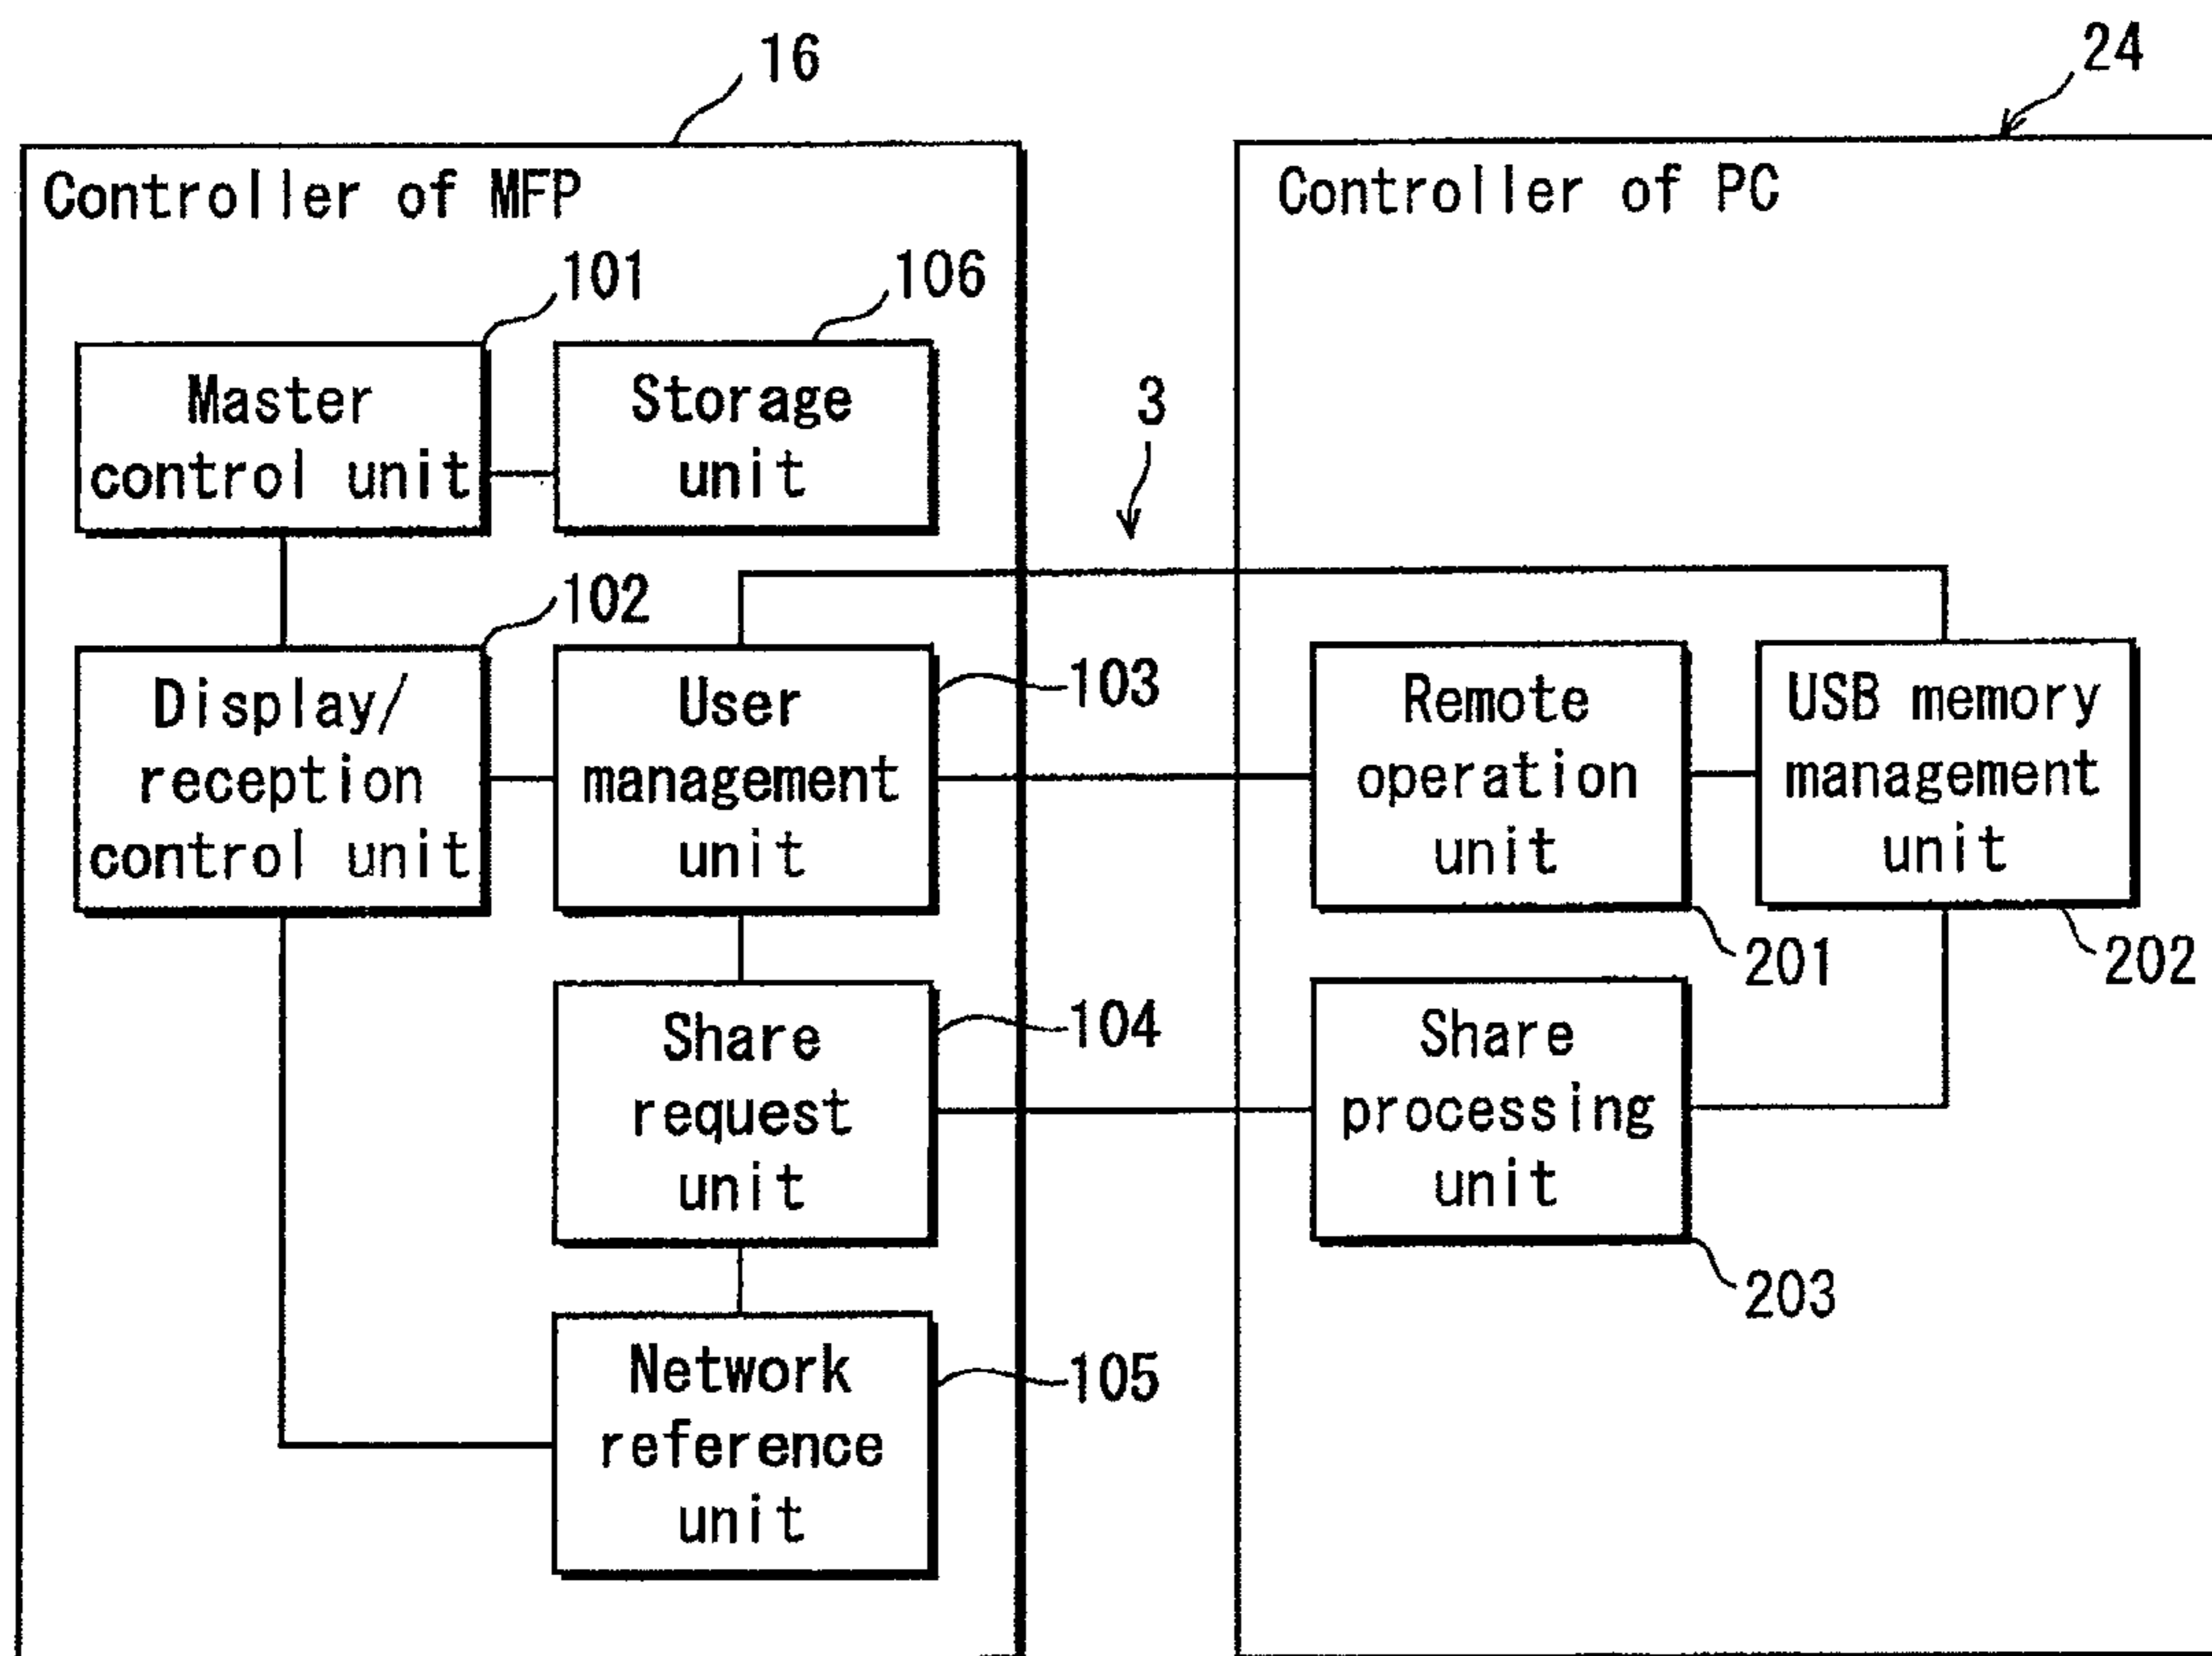 16
24
Controller of MFP
Controller of PC
101
106
Master
control unit
Storage
unit
3
102
Display/
reception
control unit
User
management
unit
103
Remote
operation
unit
USB memory
management
unit
201
202
Share
request
unit
104
Share
processing
unit
203
Network
reference
unit
105